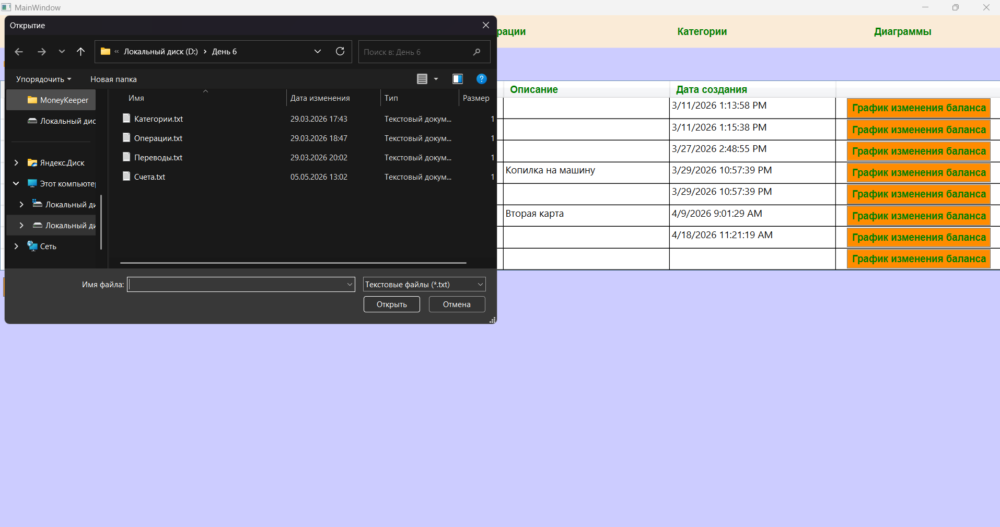 MainWindow
Открытие
рации
Категории
Диаграммы
« Локальный диск (D:) > День 6
Поиск в: День 6
Упорядочить
Новая папка
MoneyKeeper
Локальный дис
Яндекс.Диск
Этот компьютер
Локальный ди
Локальный ди
Сеть
Имя
Дата изменения
Тип
Размер
Категории.txt 29.03.2026 17:43 Текстовый докум... 1
Операции.txt 29.03.2026 18:47 Текстовый докум... 1
Переводы.txt 29.03.2026 20:02 Текстовый докум... 1
Счета.txt 05.05.2026 13:02 Текстовый докум... 1
Имя файла:
Текстовые файлы (*.txt)
Открыть
Отмена
Описание
Дата создания
3/11/2026 1:13:58 PM График изменения баланса
3/11/2026 1:15:38 PM График изменения баланса
3/27/2026 2:48:55 PM График изменения баланса
Копилка на машину 3/29/2026 10:57:39 PM График изменения баланса
3/29/2026 10:57:39 PM График изменения баланса
Вторая карта 4/9/2026 9:01:29 AM График изменения баланса
4/18/2026 11:21:19 AM График изменения баланса
График изменения баланса